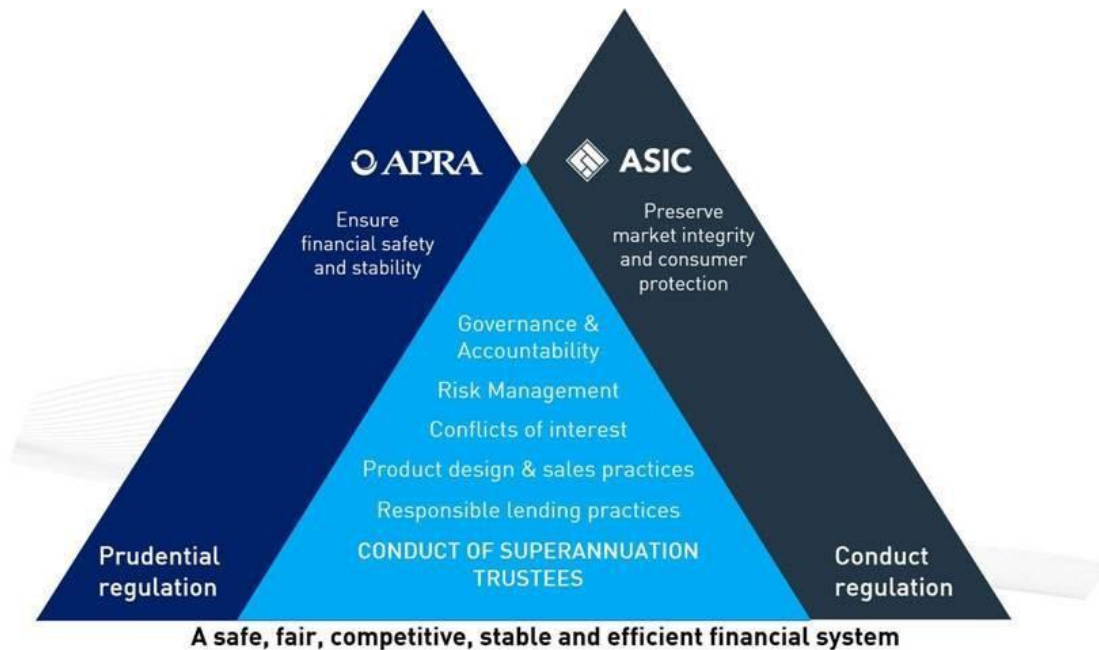 APRA
Ensure
financial safety
and stability
ASIC
Preserve
market integrity
and consumer
protection
Governance &
Accountability
Risk Management
Conflicts of interest
Product design & sales practices
Responsible lending practices
CONDUCT OF SUPERANNUATION
TRUSTEES
Prudential
regulation
Conduct
regulation
A safe, fair, competitive, stable and efficient financial system